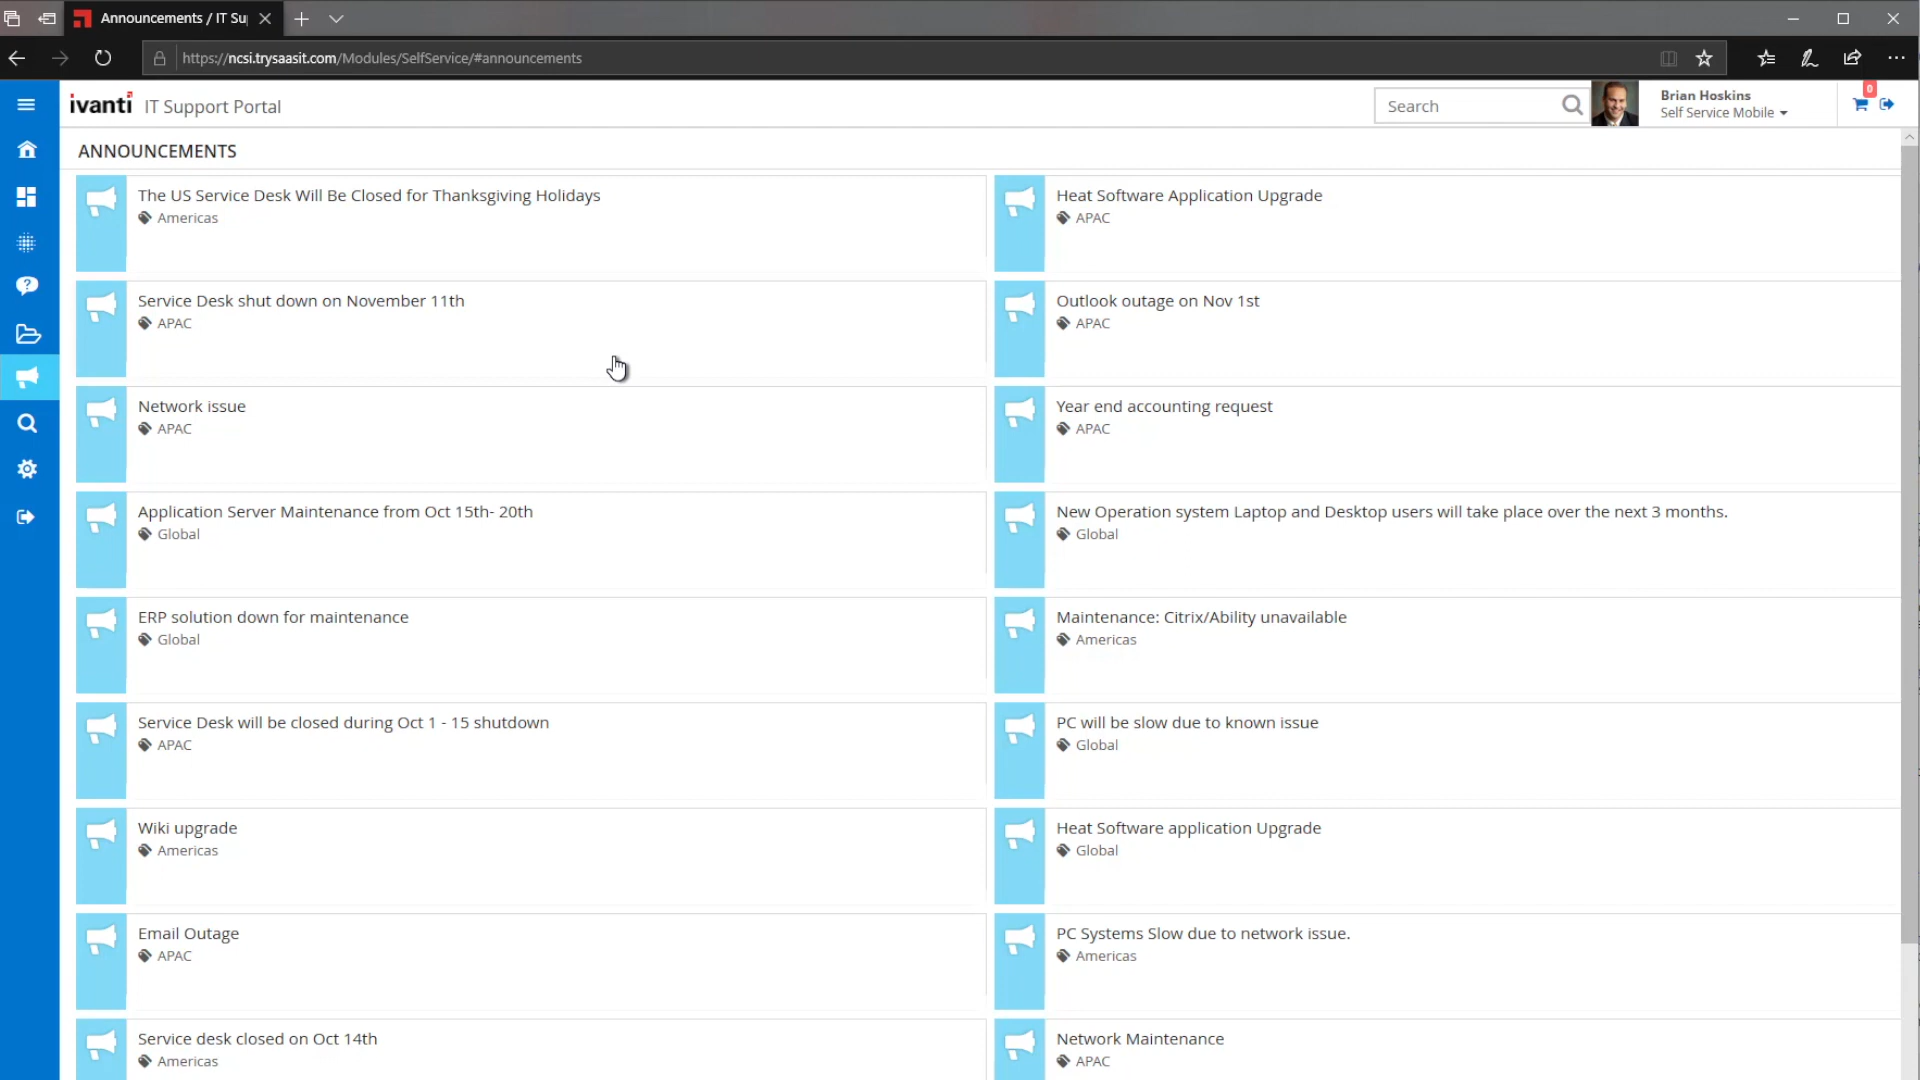 Announcements / IT Su
https://ncsi.trysaasit.com/Modules/SelfService/#announcements
ivanti IT Support Portal
Search
Brian Hoskins
Self Service Mobile
0
ANNOUNCEMENTS
The US Service Desk Will Be Closed for Thanksgiving Holidays
Americas
Heat Software Application Upgrade
APAC
Service Desk shut down on November 11th
APAC
Outlook outage on Nov 1st
APAC
Network issue
APAC
Year end accounting request
APAC
Application Server Maintenance from Oct 15th- 20th
Global
New Operation system Laptop and Desktop users will take place over the next 3 months.
Global
ERP solution down for maintenance
Global
Maintenance: Citrix/Ability unavailable
Americas
Service Desk will be closed during Oct 1 - 15 shutdown
APAC
PC will be slow due to known issue
Global
Wiki upgrade
Americas
Heat Software application Upgrade
Global
Email Outage
APAC
PC Systems Slow due to network issue.
Americas
Service desk closed on Oct 14th
Americas
Network Maintenance
APAC